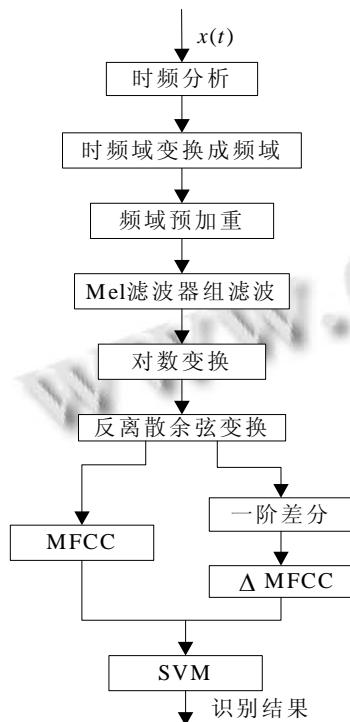 x(t)
时频分析
时频域变换成频域
频域预加重
Mel滤波器组滤波
对数变换
反离散余弦变换
一阶差分
MFCC
Δ MFCC
SVM
识别结果